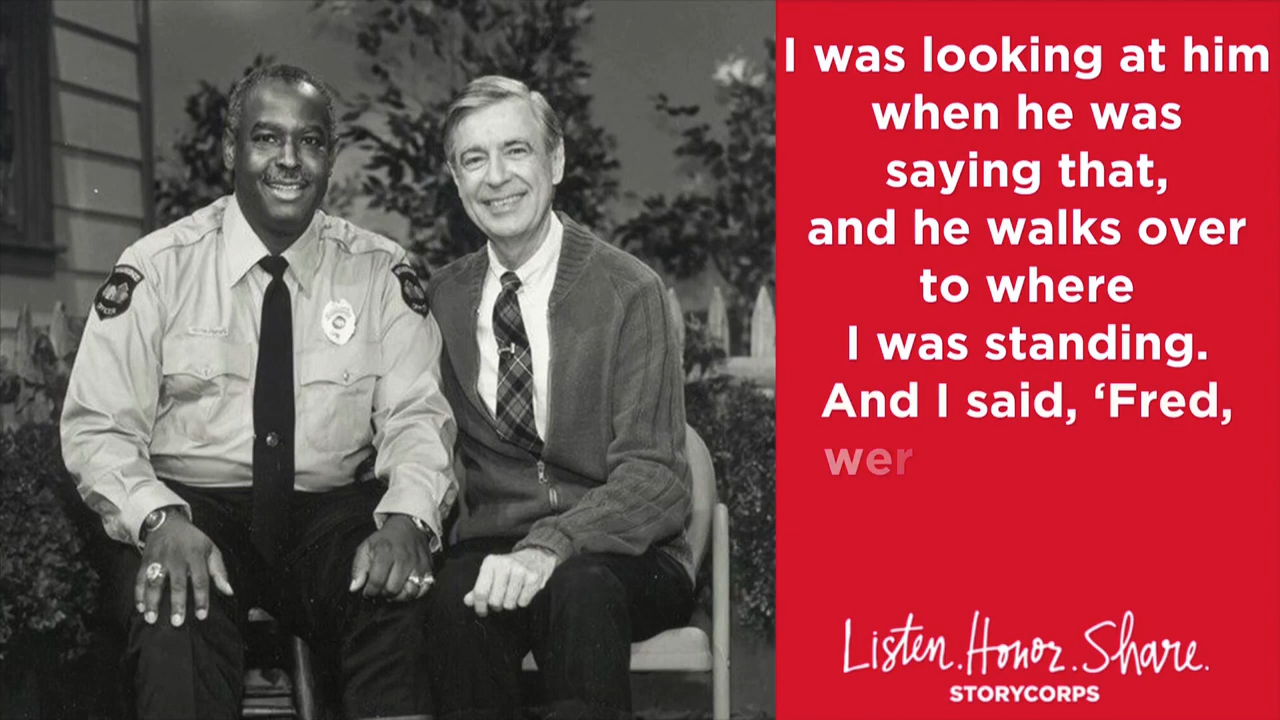 I was looking at him
when he was
saying that,
and he walks over
to where
I was standing.
And I said, ‘Fred,
wer
Listen. Honor. Share.
STORYCORPS